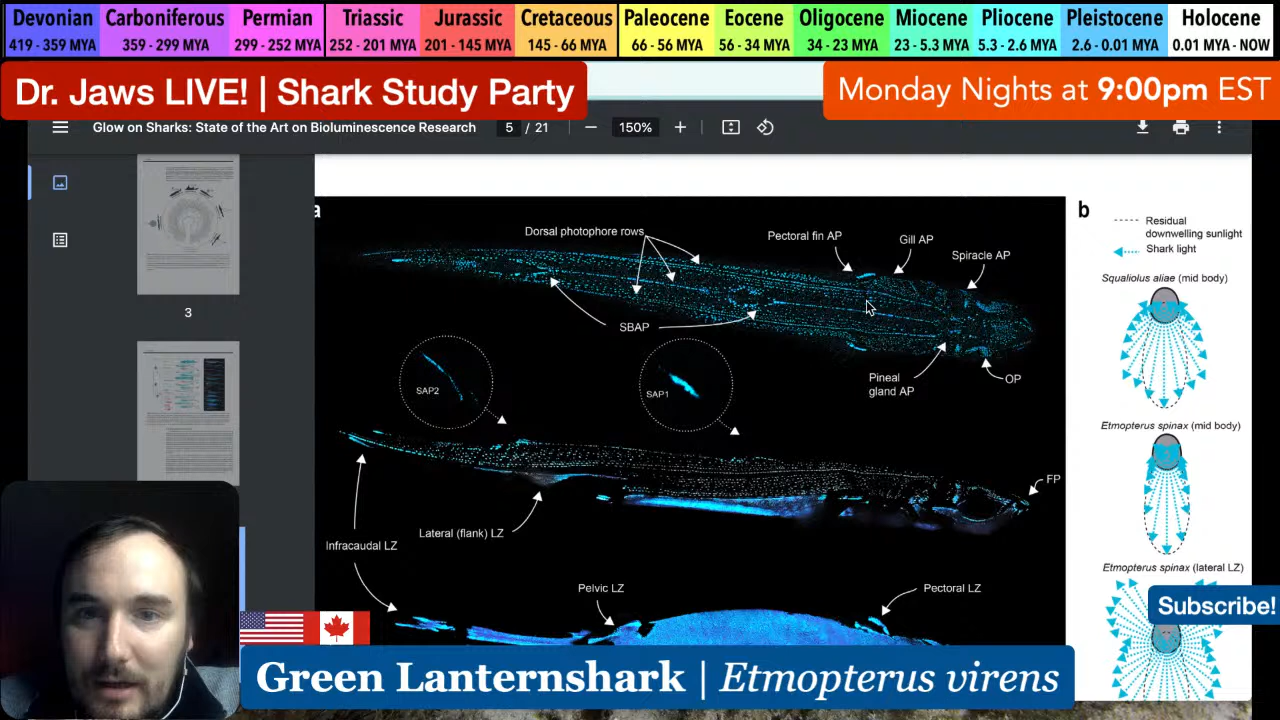 Devonian Carboniferous Permian Triassic Jurassic Cretaceous Paleocene Eocene Oligocene Miocene Pliocene Pleistocene Holocene
419 - 359 MYA 359 - 299 MYA 299 - 252 MYA 252 - 201 MYA 201 - 145 MYA 145 - 66 MYA 66 - 56 MYA 56 - 34 MYA 34 - 23 MYA 23 - 5.3 MYA 5.3 - 2.6 MYA 2.6 - 0.01 MYA 0.01 MYA - NOW
Dr. Jaws LIVE! | Shark Study Party
Monday Nights at 9:00pm EST
Glow on Sharks: State of the Art on Bioluminescence Research 5 / 21 150%
3
a
Dorsal photophore rows
Pectoral fin AP
Gill AP
Spiracle AP
SBAP
SAP2
SAP1
Pineal
gland AP
OP
FP
Lateral (flank) LZ
Infracaudal LZ
Pelvic LZ
Pectoral LZ
b
Residual
downwelling sunlight
Shark light
Squaliolus aliae (mid body)
Etmopterus spinax (mid body)
Etmopterus spinax (lateral LZ)
Subscribe!
Green Lanternshark | Etmopterus virens